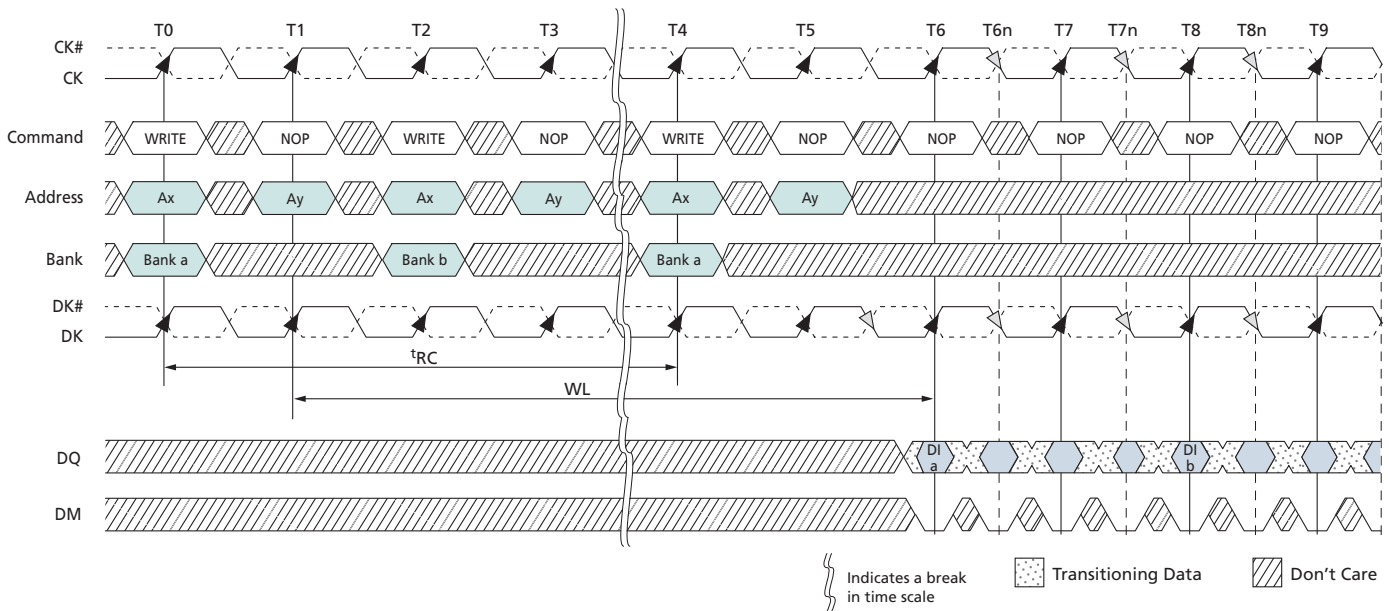 T0 T1 T2 T3 T4 T5 T6 T6n T7 T7n T8 T8n T9
CK#
CK
Command WRITE NOP WRITE NOP WRITE NOP NOP NOP NOP NOP
Address Ax Ay Ax Ay Ax Ay
Bank Bank a Bank b Bank a
DK#
DK
tRC
WL
DQ DI a DI b
DM
Indicates a break
in time scale
Transitioning Data
Don't Care